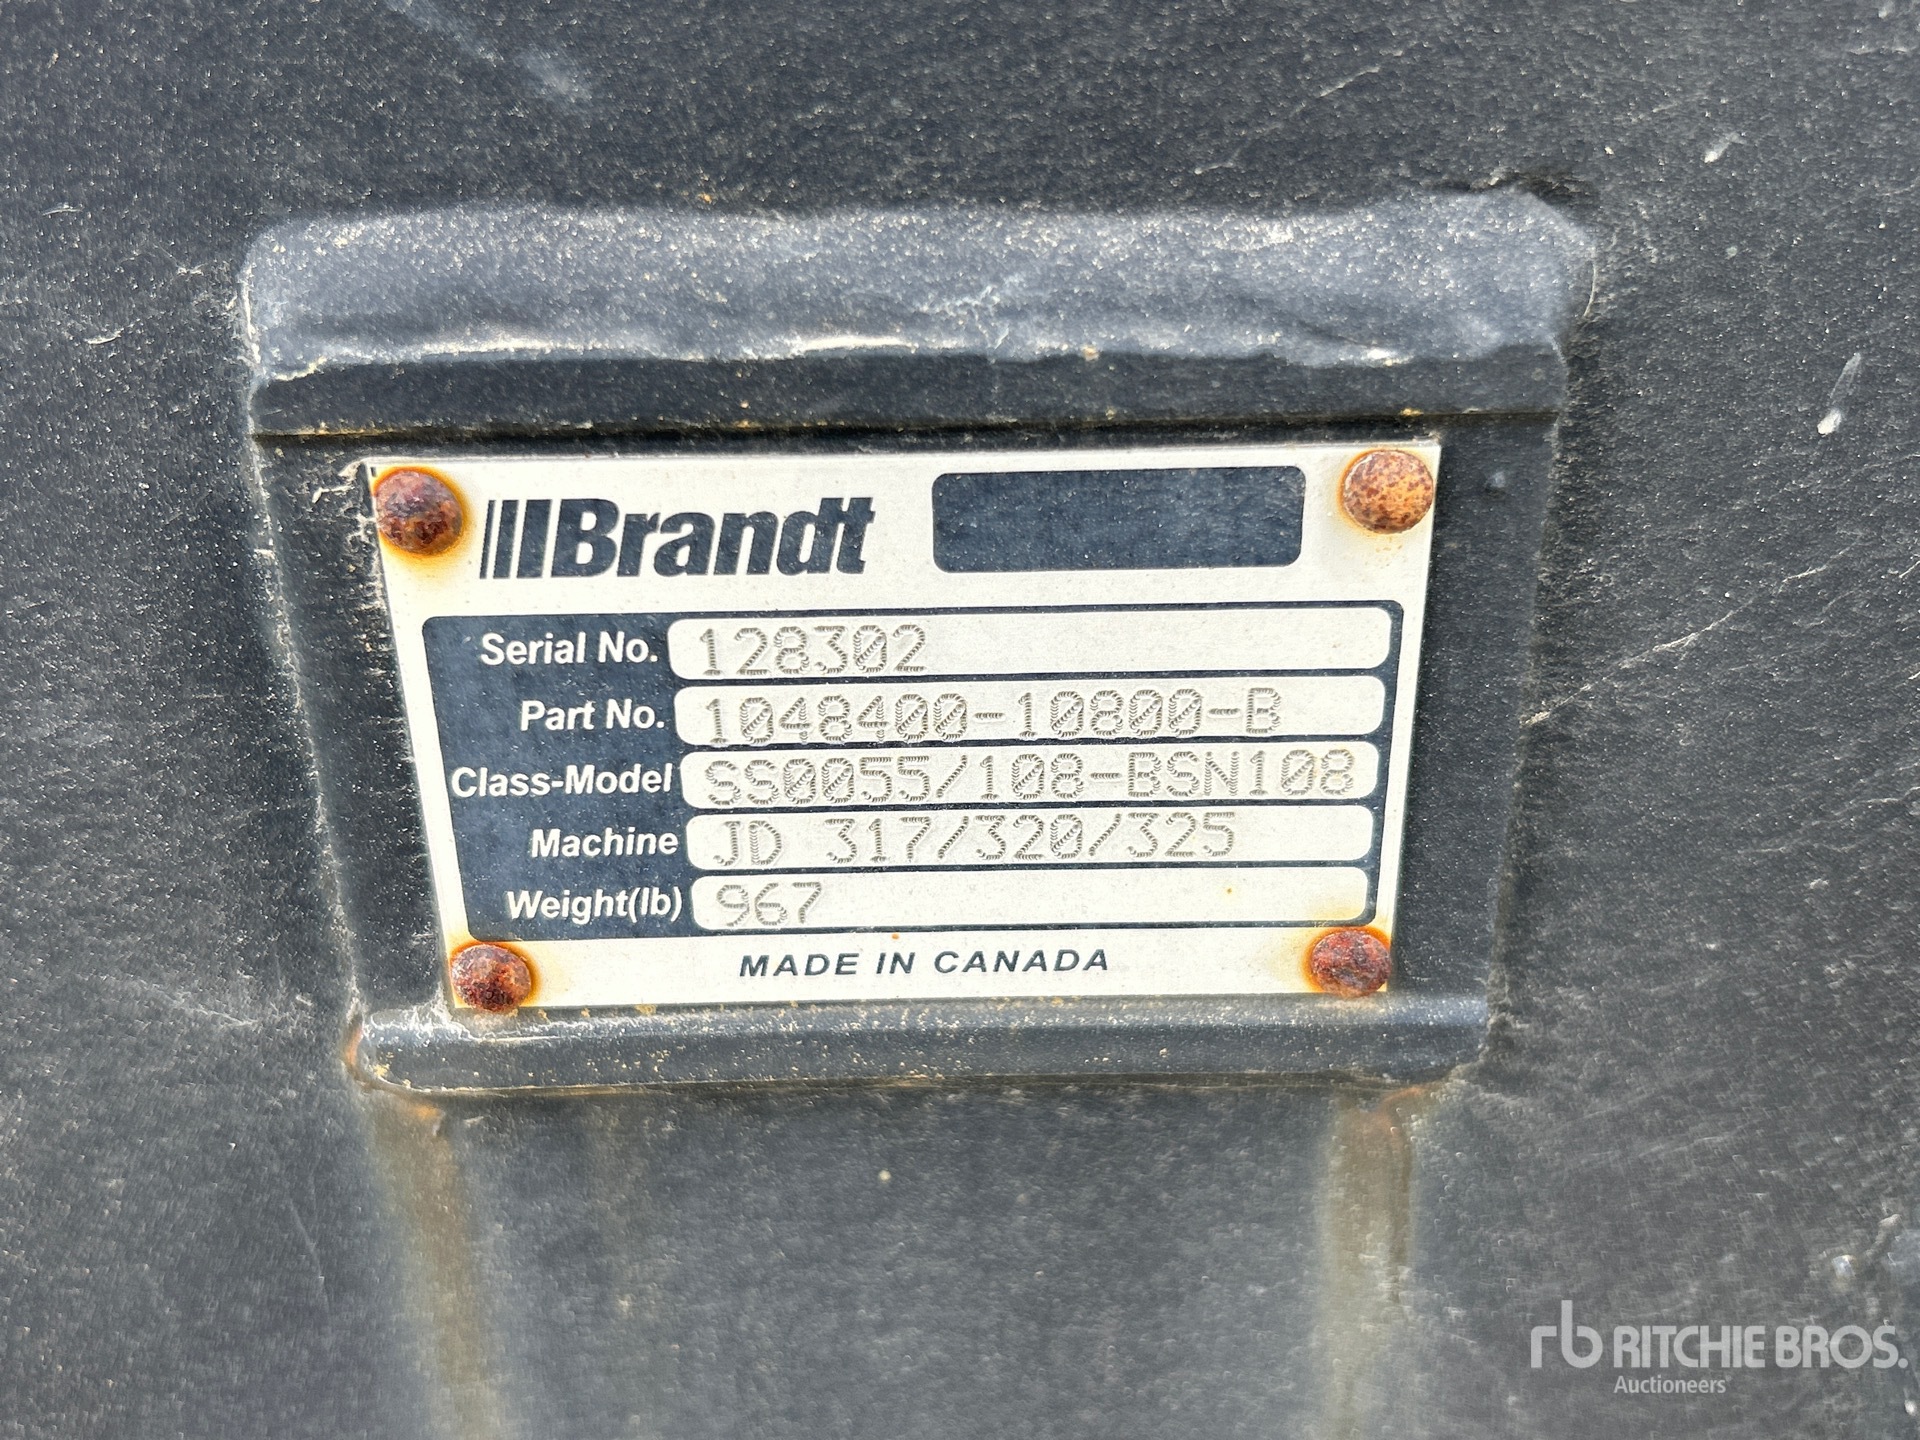 Brandt
Serial No. 128302
Part No. 1048400-10800-B
Class-Model SS0055/108-BSN108
Machine JD 317/320/325
Weight(lb) 967
MADE IN CANADA
rb RITCHIE BROS.
Auctioneers